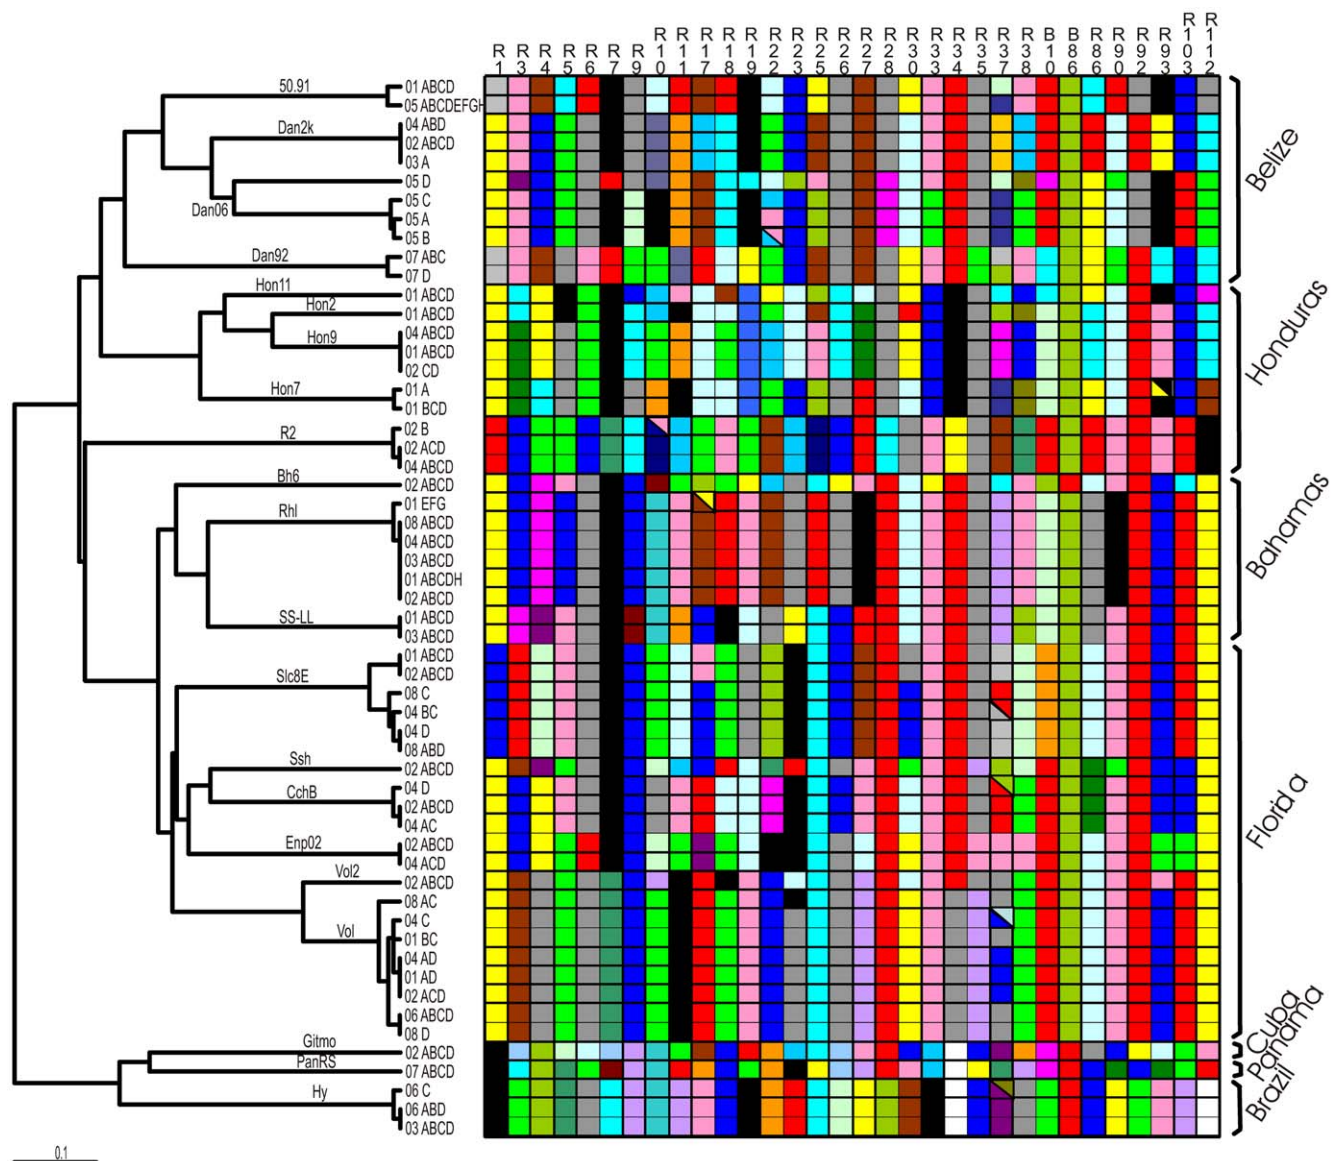 R1 R3 R4 R5 R6 R7 R9 R10 R11 R17 R18 R19 R22 R23 R25 R26 R27 R28 R30 R33 R34 R35 R37 R38 B10 B86 R86 R90 R92 R93 R103 R112
50.91
01 ABCD
05 ABCDEFGH
Dan2k
04 ABD
02 ABCD
03 A
05 D
Dan06
05 C
05 A
05 B
Dan92
07 ABC
07 D
Belize
Hon11
01 ABCD
Hon2
01 ABCD
Hon9
04 ABCD
01 ABCD
02 CD
Hon7
01 A
01 BCD
R2
02 B
02 ACD
04 ABCD
Honduras
Bh6
02 ABCD
Rhl
01 EFG
08 ABCD
04 ABCD
03 ABCD
01 ABCDH
02 ABCD
SS-LL
01 ABCD
03 ABCD
Bahamas
Slc8E
01 ABCD
02 ABCD
08 C
04 BC
04 D
08 ABD
Ssh
02 ABCD
CchB
04 D
02 ABCD
04 AC
Enp02
02 ABCD
04 ACD
Vol2
02 ABCD
Vol
08 AC
04 C
01 BC
04 AD
01 AD
02 ACD
06 ABCD
08 D
Florida
Gitmo
02 ABCD
Cuba
PanRS
07 ABCD
Panama
Hy
06 C
06 ABD
03 ABCD
Brazil
0.1